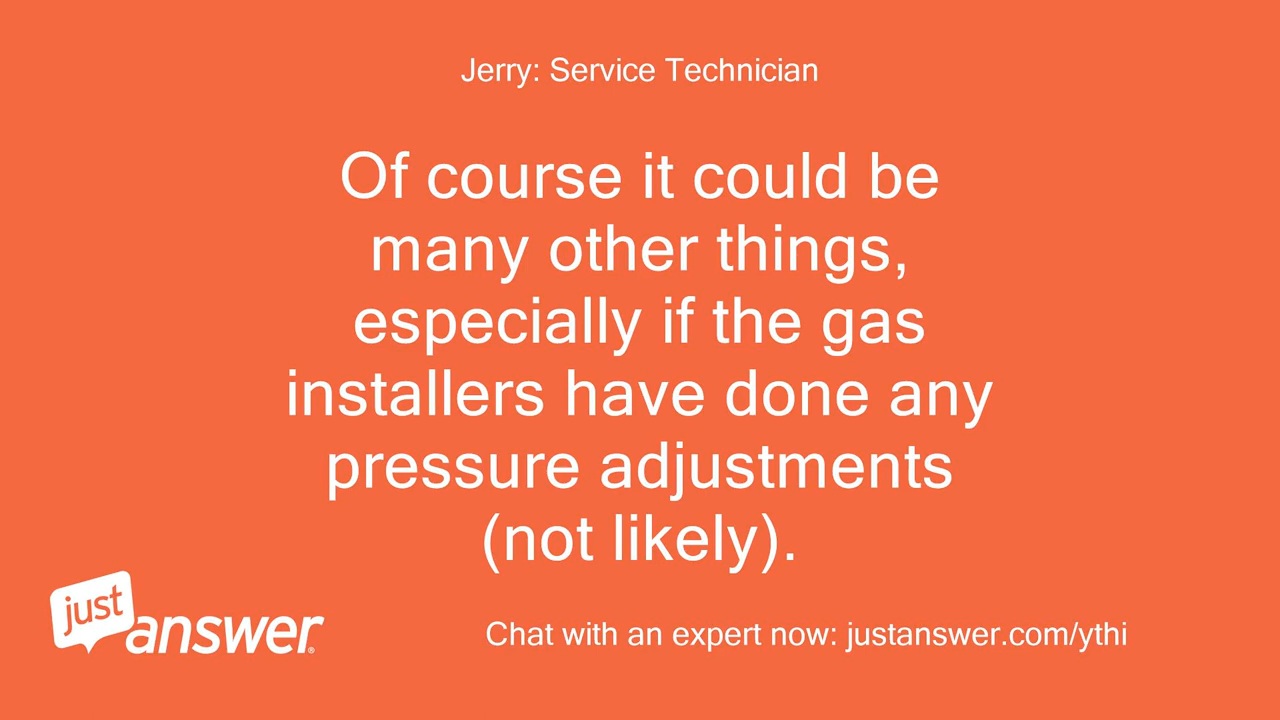 Jerry: Service Technician
Of course it could be
many other things,
especially if the gas
installers have done any
pressure adjustments
(not likely).
just
answer®
Chat with an expert now: justanswer.com/ythi